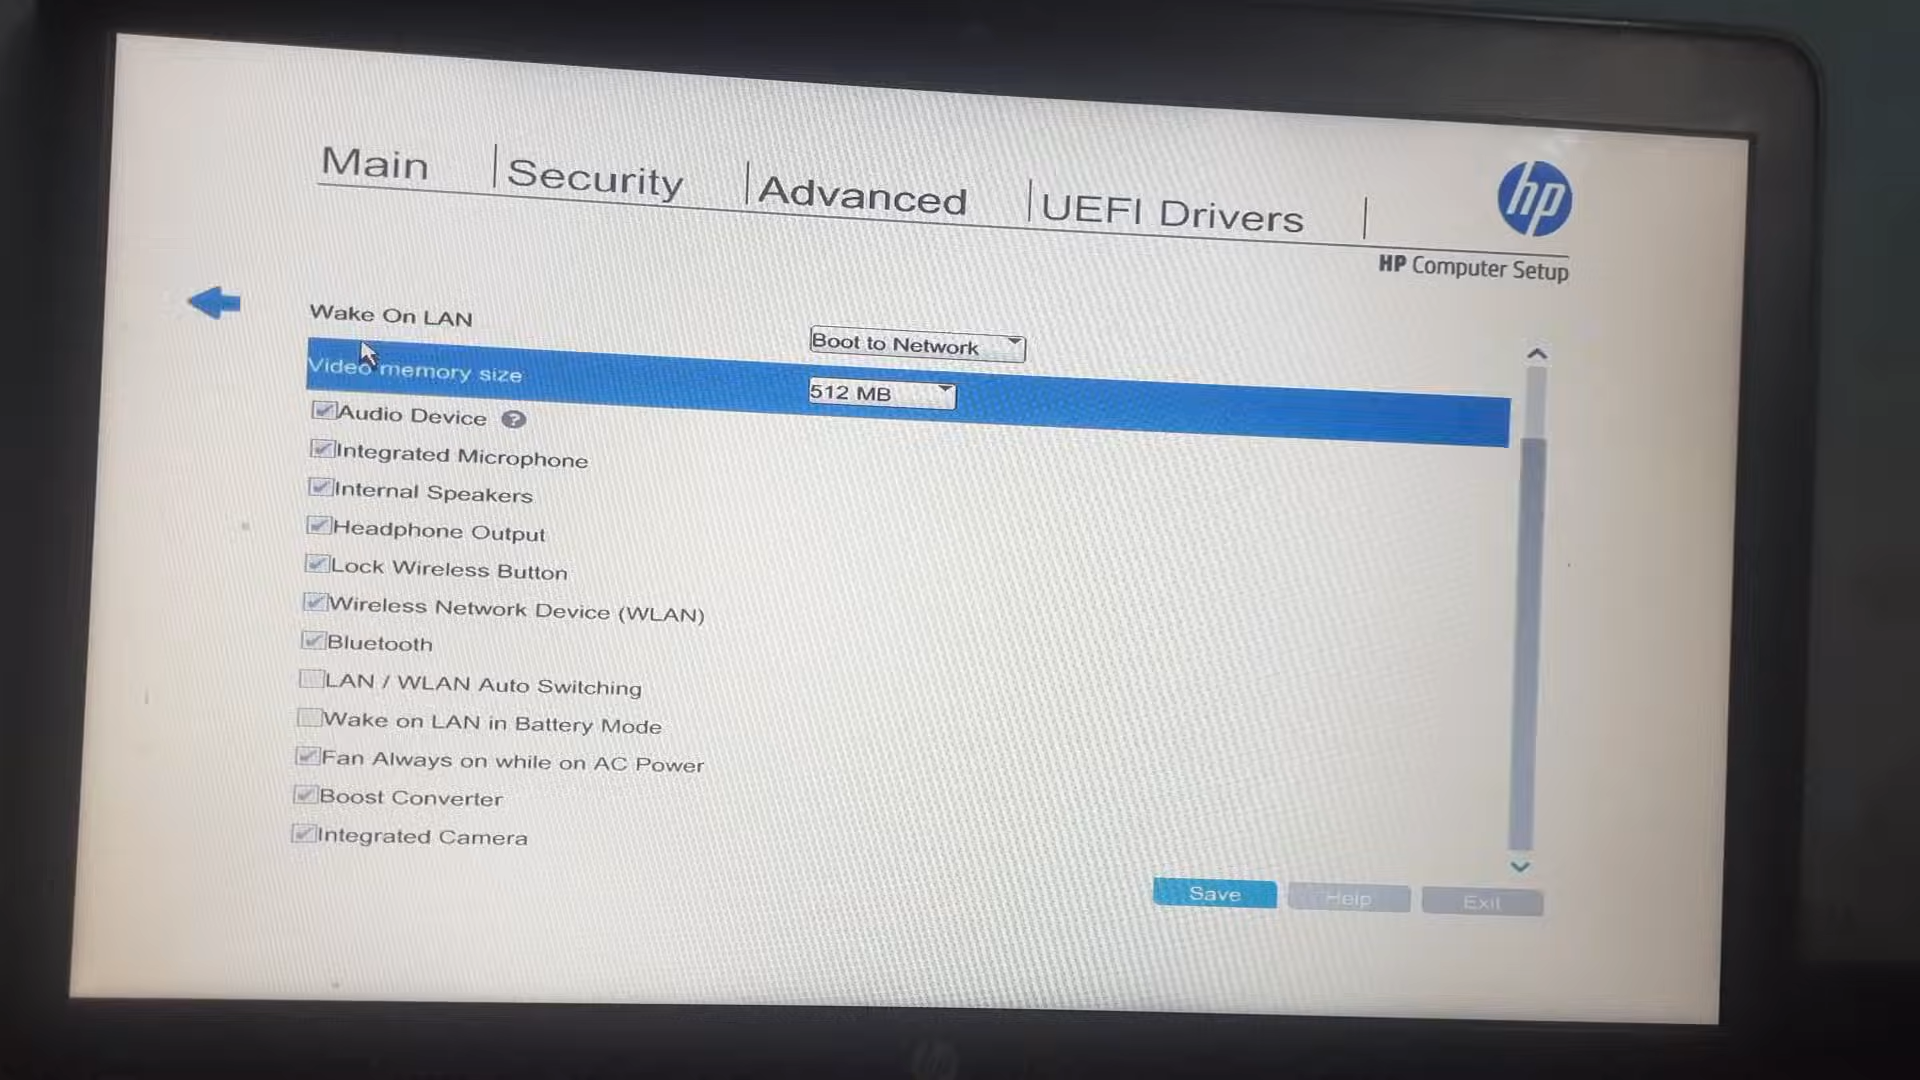 Main
Security
Advanced
UEFI Drivers
hp
HP Computer Setup
Wake On LAN
Boot to Network
Video memory size
512 MB
Audio Device ?
Integrated Microphone
Internal Speakers
Headphone Output
Lock Wireless Button
Wireless Network Device (WLAN)
Bluetooth
LAN / WLAN Auto Switching
Wake on LAN in Battery Mode
Fan Always on while on AC Power
Boost Converter
Integrated Camera
Save
Help
Exit
hp